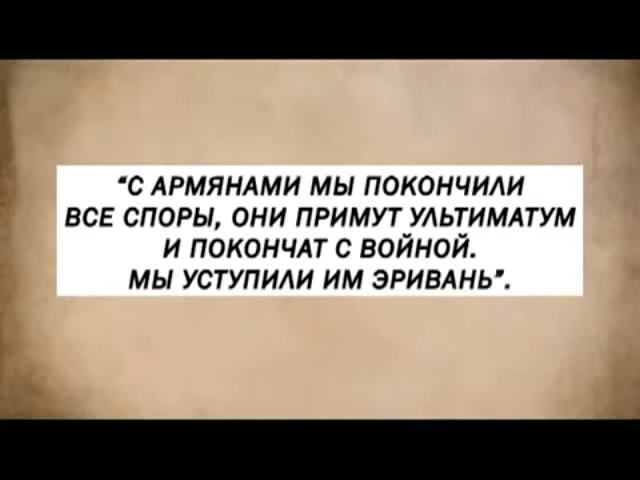 “С АРМЯНАМИ МЫ ПОКОНЧИЛИ
ВСЕ СПОРЫ, ОНИ ПРИМУТ УЛЬТИМАТУМ
И ПОКОНЧАТ С ВОЙНОЙ.
МЫ УСТУПИЛИ ИМ ЭРИВАНЬ”.